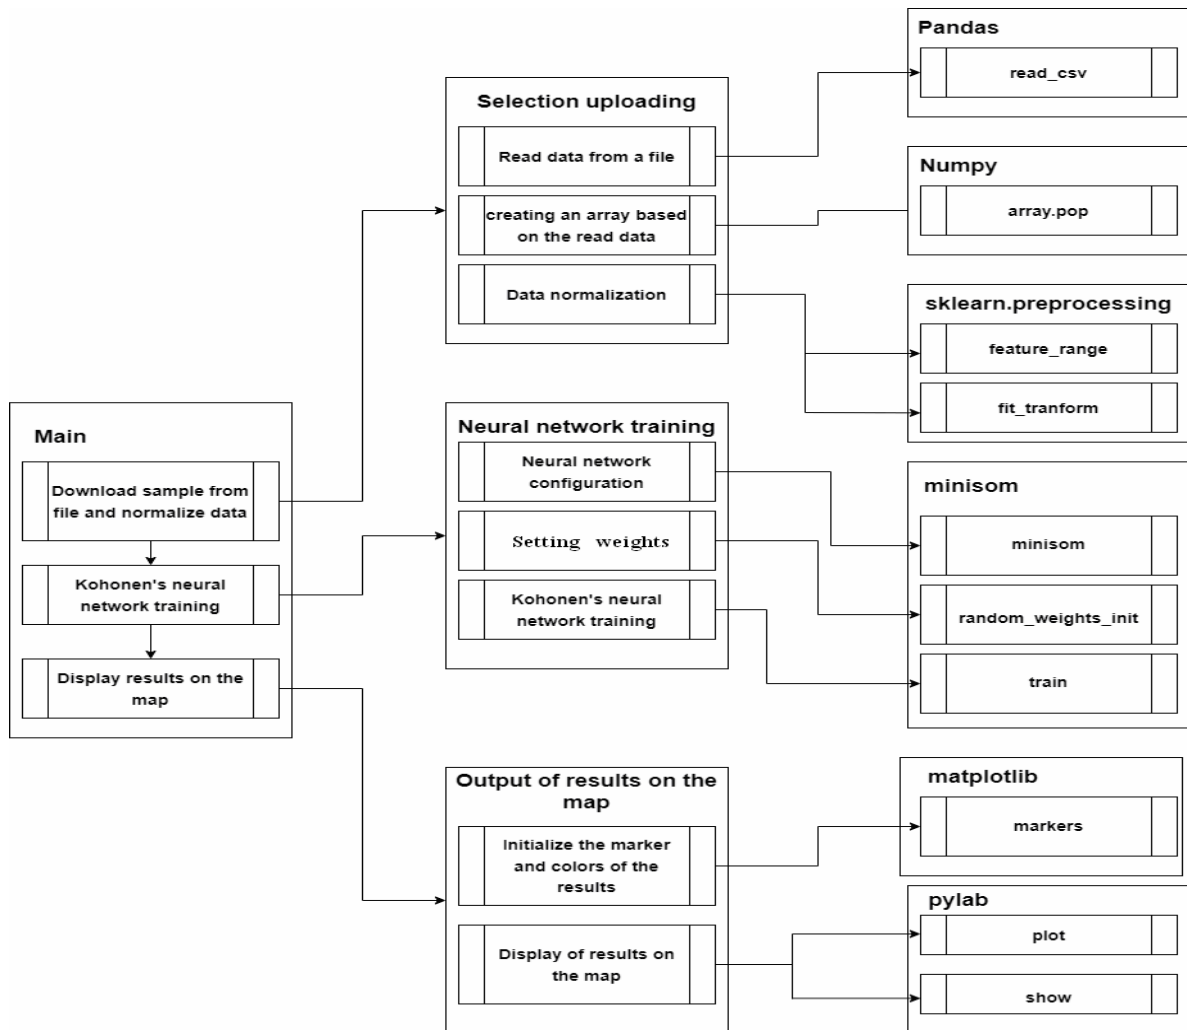 Main
Download sample from
file and normalize data
Kohonen's neural
network training
Display results on the
map
Selection uploading
Read data from a file
creating an array based
on the read data
Data normalization
Neural network training
Neural network
configuration
Setting weights
Kohonen's neural
network training
Output of results on the
map
Initialize the marker
and colors of the
results
Display of results on
the map
Pandas
read_csv
Numpy
array.pop
sklearn.preprocessing
feature_range
fit_tranform
minisom
minisom
random_weights_init
train
matplotlib
markers
pylab
plot
show